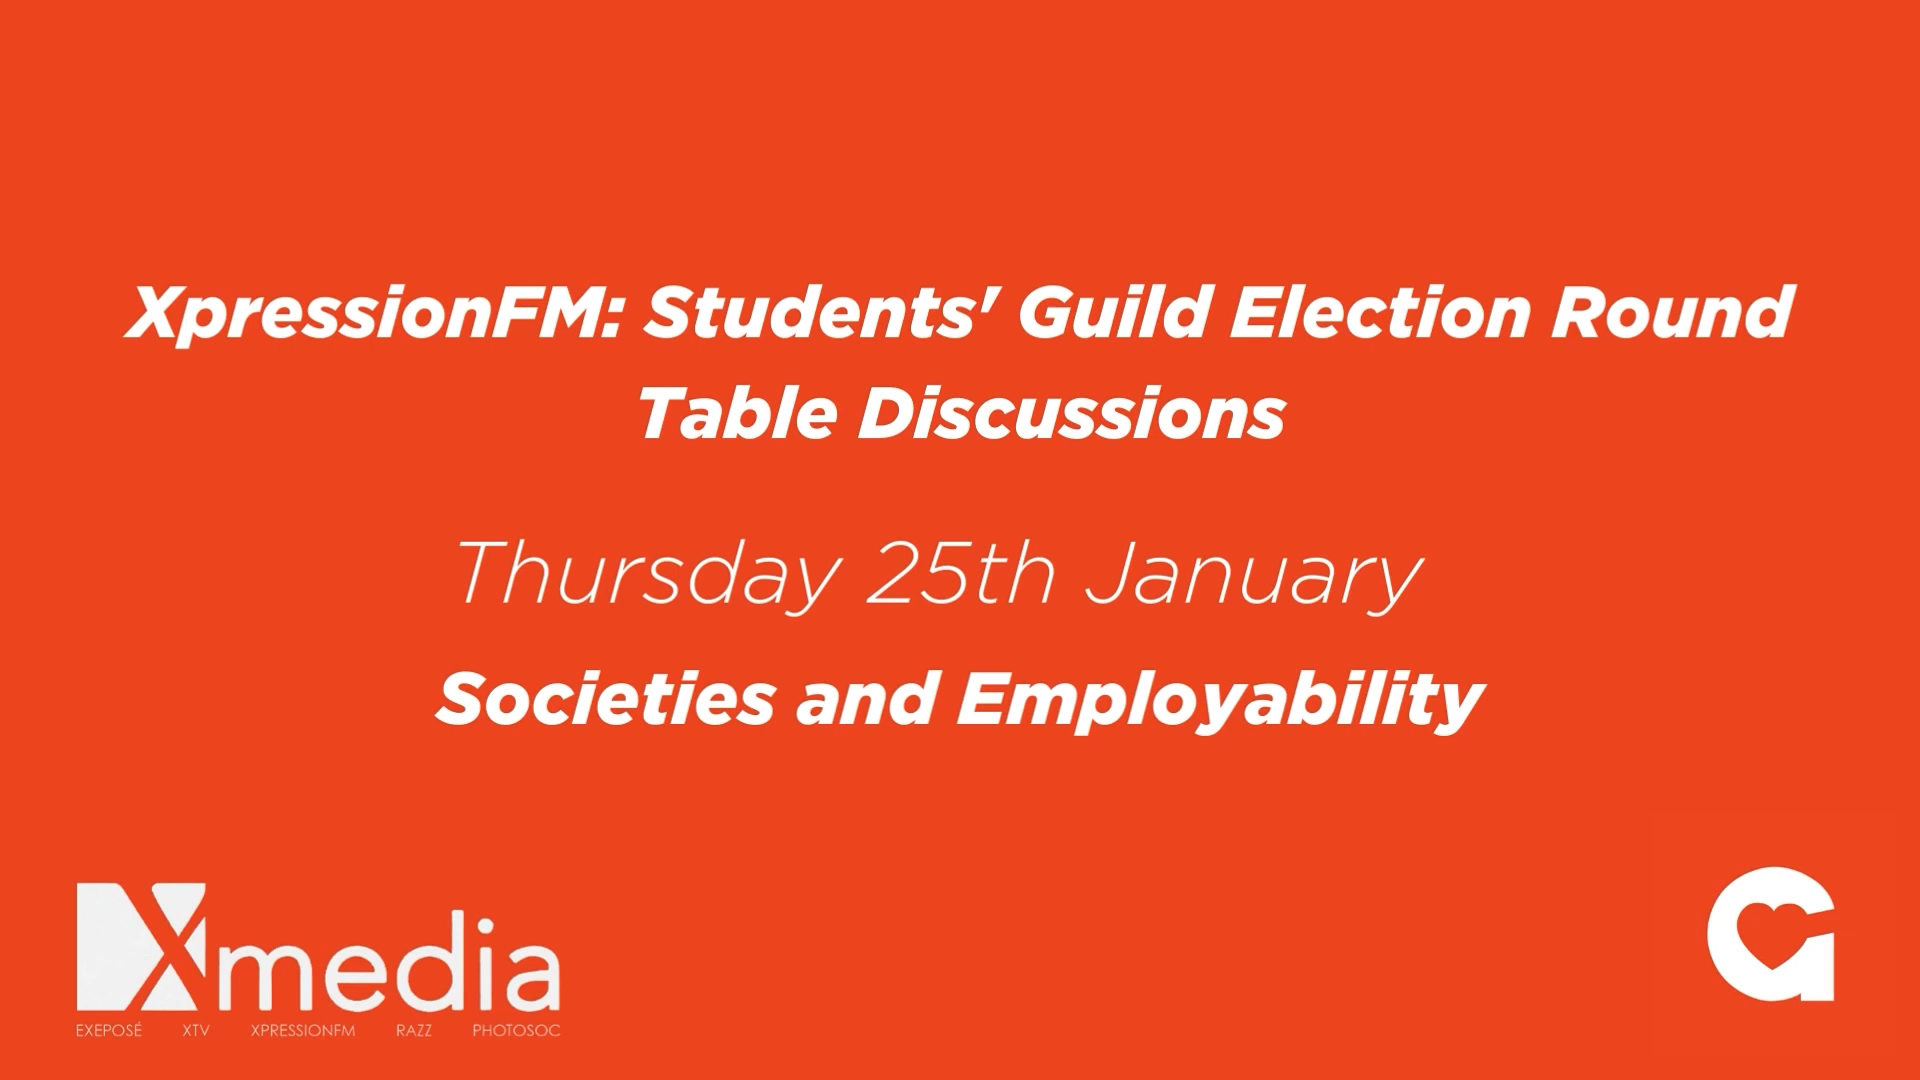 XpressionFM: Students' Guild Election Round
Table Discussions
Thursday 25th January
Societies and Employability
Xmedia
EXEPOSÉ XTV XPRESSIONFM RAZZ PHOTOSOC